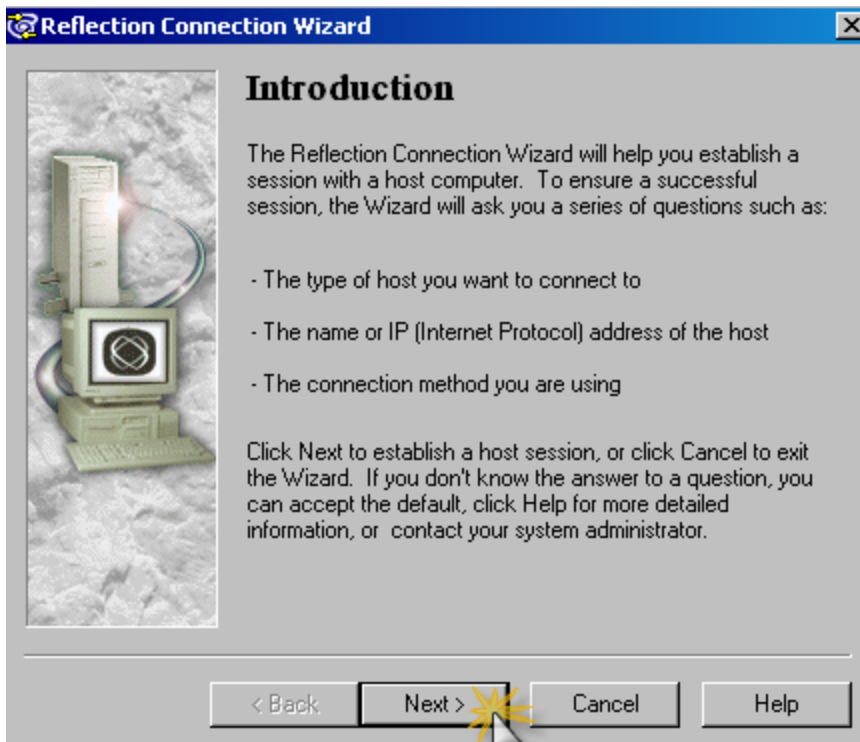 Reflection Connection Wizard
Introduction
The Reflection Connection Wizard will help you establish a
session with a host computer.  To ensure a successful
session, the Wizard will ask you a series of questions such as:
- The type of host you want to connect to
- The name or IP (Internet Protocol) address of the host
- The connection method you are using
Click Next to establish a host session, or click Cancel to exit
the Wizard.  If you don't know the answer to a question, you
can accept the default, click Help for more detailed
information, or  contact your system administrator.
< Back Next > Cancel Help